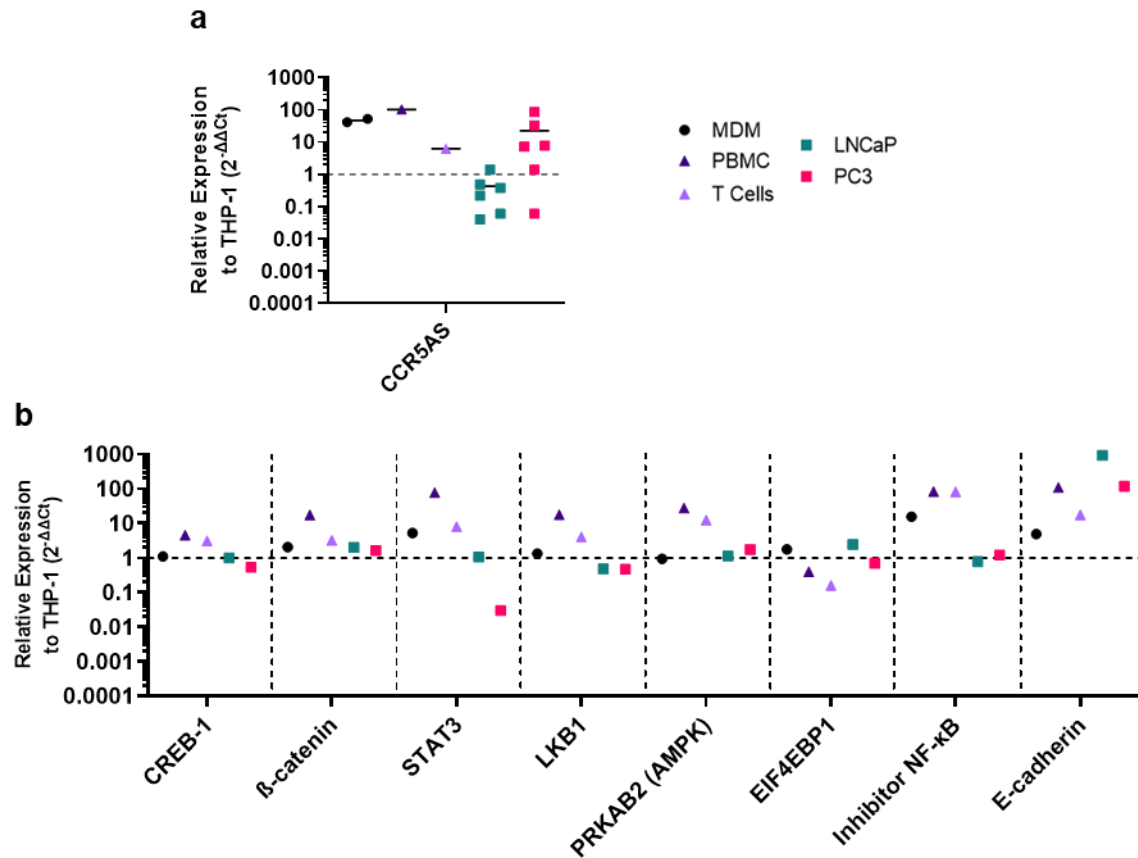 a
Relative Expression
to THP-1 (2-ΔΔCt)
1000
100
10
1
0.1
0.01
0.001
0.0001
CCR5AS
MDM
PBMC
T Cells
LNCaP
PC3
b
Relative Expression
to THP-1 (2-ΔΔCt)
1000
100
10
1
0.1
0.01
0.001
0.0001
CREB-1
ß-catenin
STAT3
LKB1
PRKAB2 (AMPK)
EIF4EBP1
Inhibitor NF-κB
E-cadherin